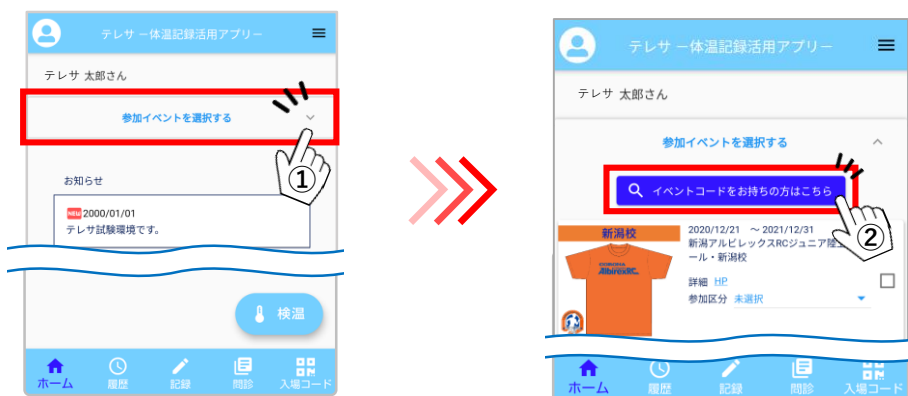 テレサ ー体温記録活用アプリー
テレサ 太郎さん
参加イベントを選択する
①
お知らせ
NEW 2000/01/01
テレサ試験環境です。
検温
ホーム 履歴 記録 問診 入場コード
テレサ ー体温記録活用アプリー
テレサ 太郎さん
参加イベントを選択する
イベントコードをお持ちの方はこちら
②
新潟校
AlbirexRC
2020/12/21 ～2021/12/31
新潟アルビレックスRCジュニア陸
ール・新潟校
詳細 HP
参加区分 未選択
ホーム 履歴 記録 問診 入場コード